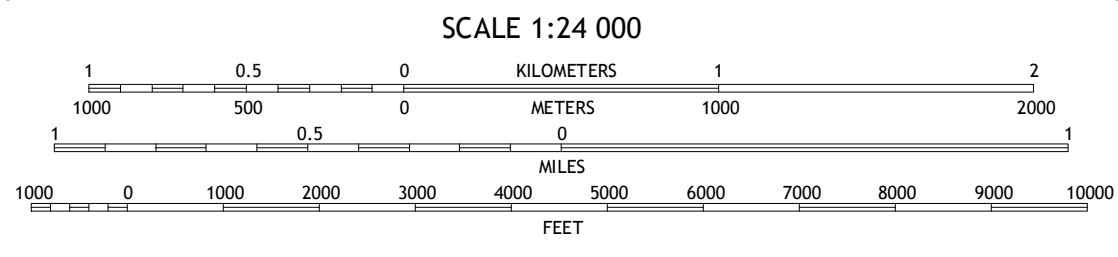 SCALE 1:24 000
1 0.5 0 KILOMETERS 1 2
1000 500 0 METERS 1000 2000
1 0.5 0 1
MILES
1000 0 1000 2000 3000 4000 5000 6000 7000 8000 9000 10000
FEET